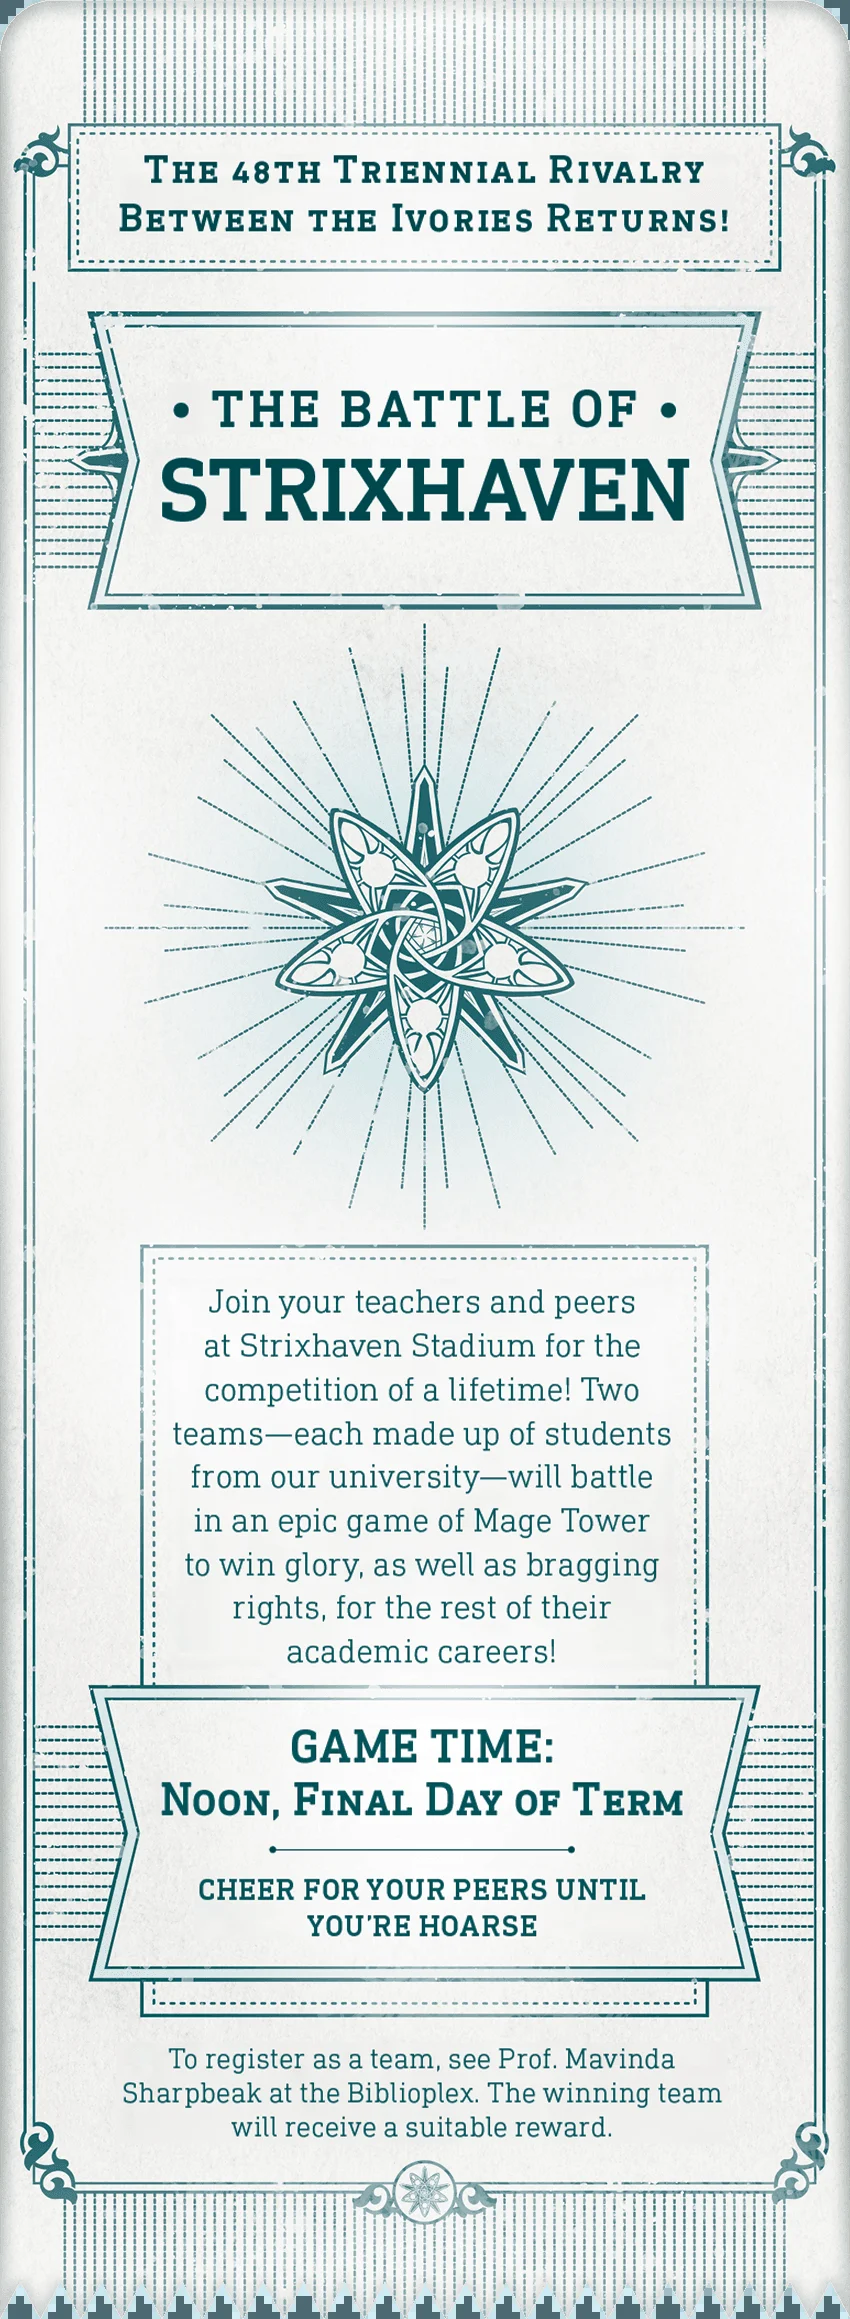 The 48th Triennial Rivalry
Between the Ivories Returns!
• THE BATTLE OF •
STRIXHAVEN
Join your teachers and peers
at Strixhaven Stadium for the
competition of a lifetime! Two
teams—each made up of students
from our university—will battle
in an epic game of Mage Tower
to win glory, as well as bragging
rights, for the rest of their
academic careers!
GAME TIME:
Noon, Final Day of Term
CHEER FOR YOUR PEERS UNTIL
YOU'RE HOARSE
To register as a team, see Prof. Mavinda
Sharpbeak at the Biblioplex. The winning team
will receive a suitable reward.